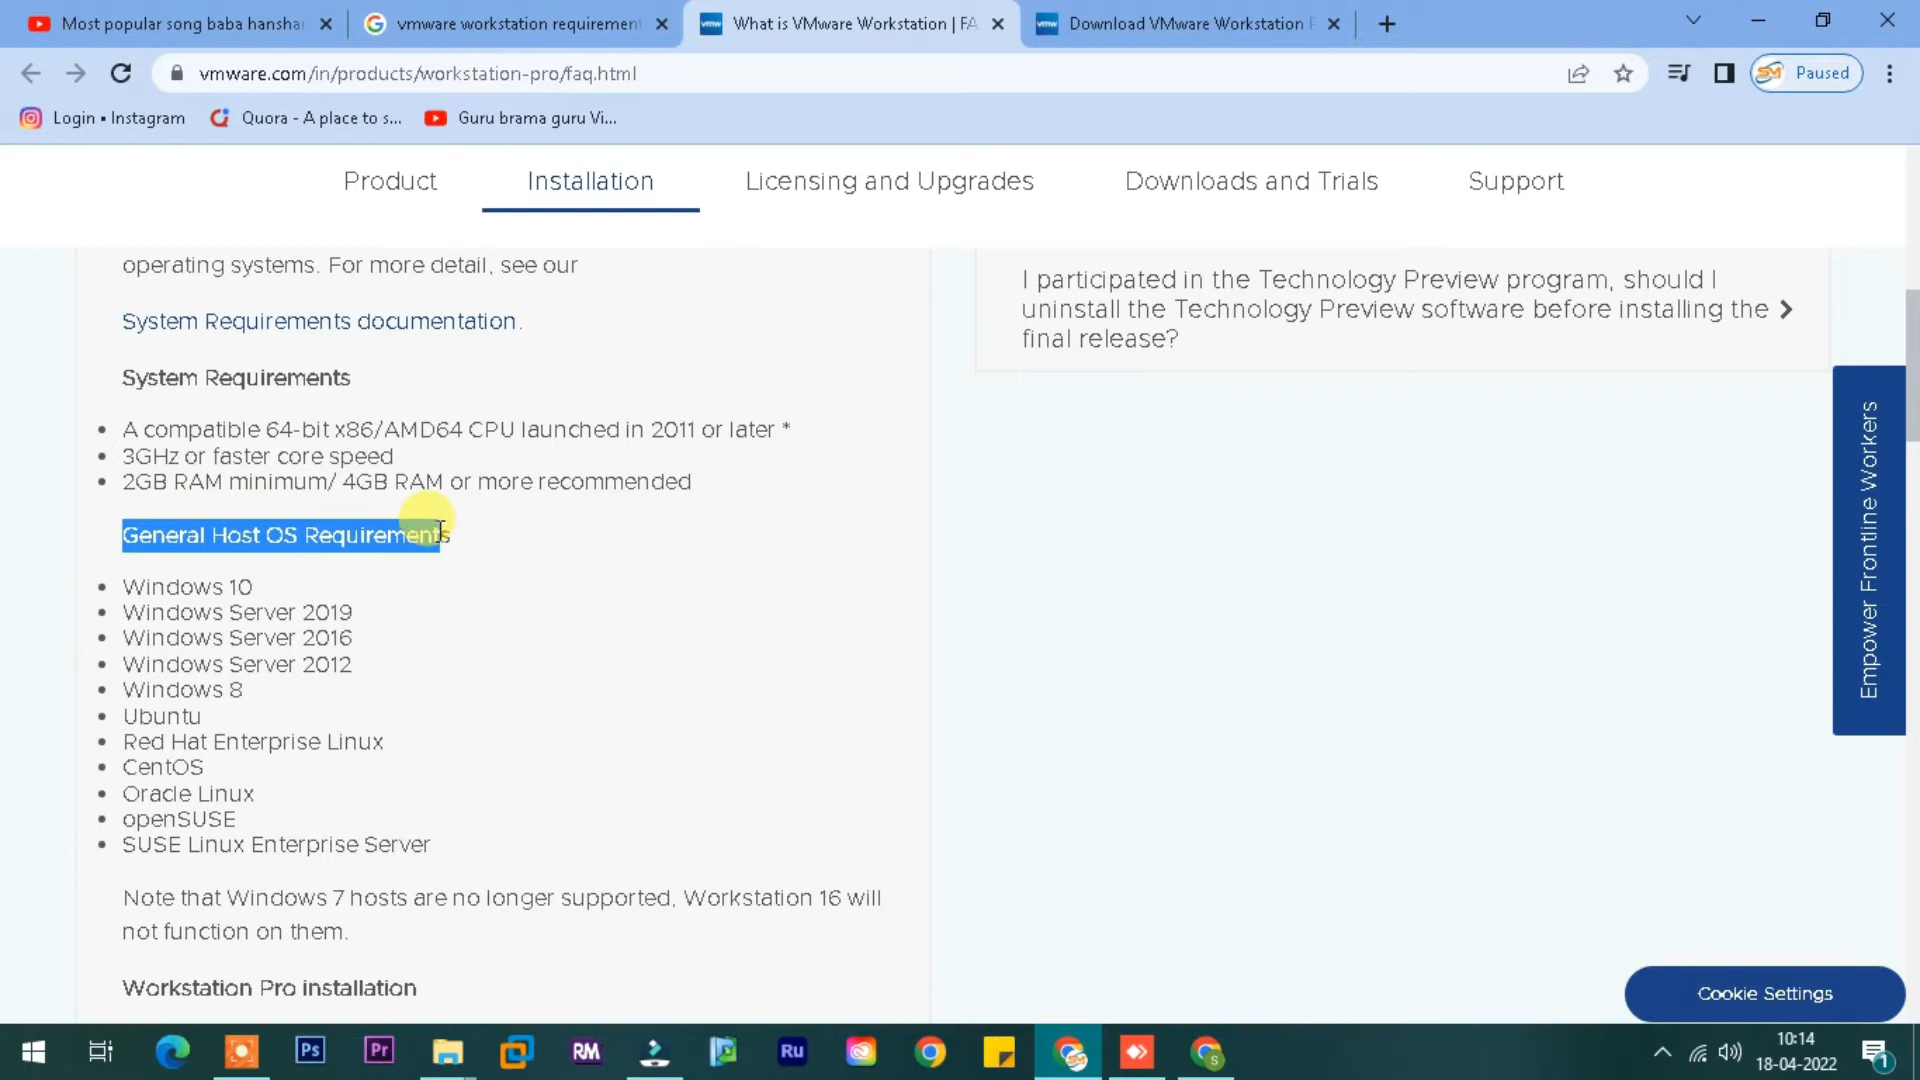 Most popular song baba hansha
vmware workstation requirement
What is VMware Workstation | FA
Download VMware Workstation P
vmware.com/in/products/workstation-pro/faq.html
Paused
Login • Instagram
Quora - A place to s...
Guru brama guru Vi...
Product
Installation
Licensing and Upgrades
Downloads and Trials
Support
operating systems. For more detail, see our
System Requirements documentation.
System Requirements
• A compatible 64-bit x86/AMD64 CPU launched in 2011 or later *
• 3GHz or faster core speed
• 2GB RAM minimum/ 4GB RAM or more recommended
General Host OS Requirements
• Windows 10
• Windows Server 2019
• Windows Server 2016
• Windows Server 2012
• Windows 8
• Ubuntu
• Red Hat Enterprise Linux
• CentOS
• Oracle Linux
• openSUSE
• SUSE Linux Enterprise Server
Note that Windows 7 hosts are no longer supported, Workstation 16 will
not function on them.
Workstation Pro installation
I participated in the Technology Preview program, should I
uninstall the Technology Preview software before installing the
final release?
Empower Frontline Workers
Cookie Settings
Ps
Pr
RM
Ru
S
10:14
18-04-2022
1